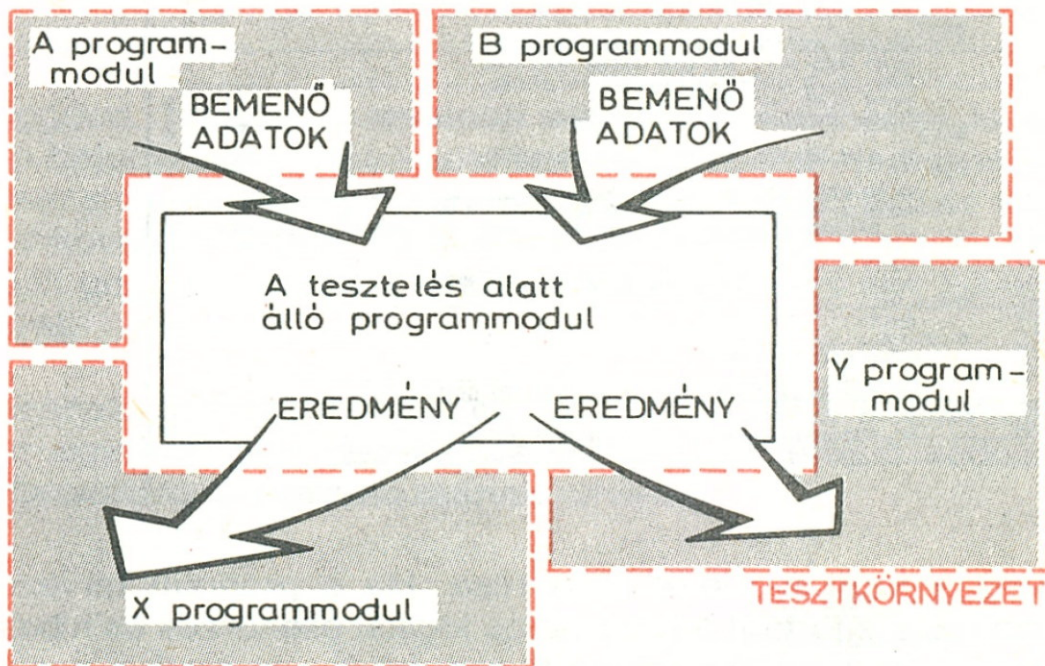 A program-
modul
B programmodul
BEMENŐ
ADATOK
BEMENŐ
ADATOK
A tesztelés alatt
álló programmodul
Y program-
modul
EREDMÉNY
EREDMÉNY
X programmodul
TESZTKÖRNYEZET